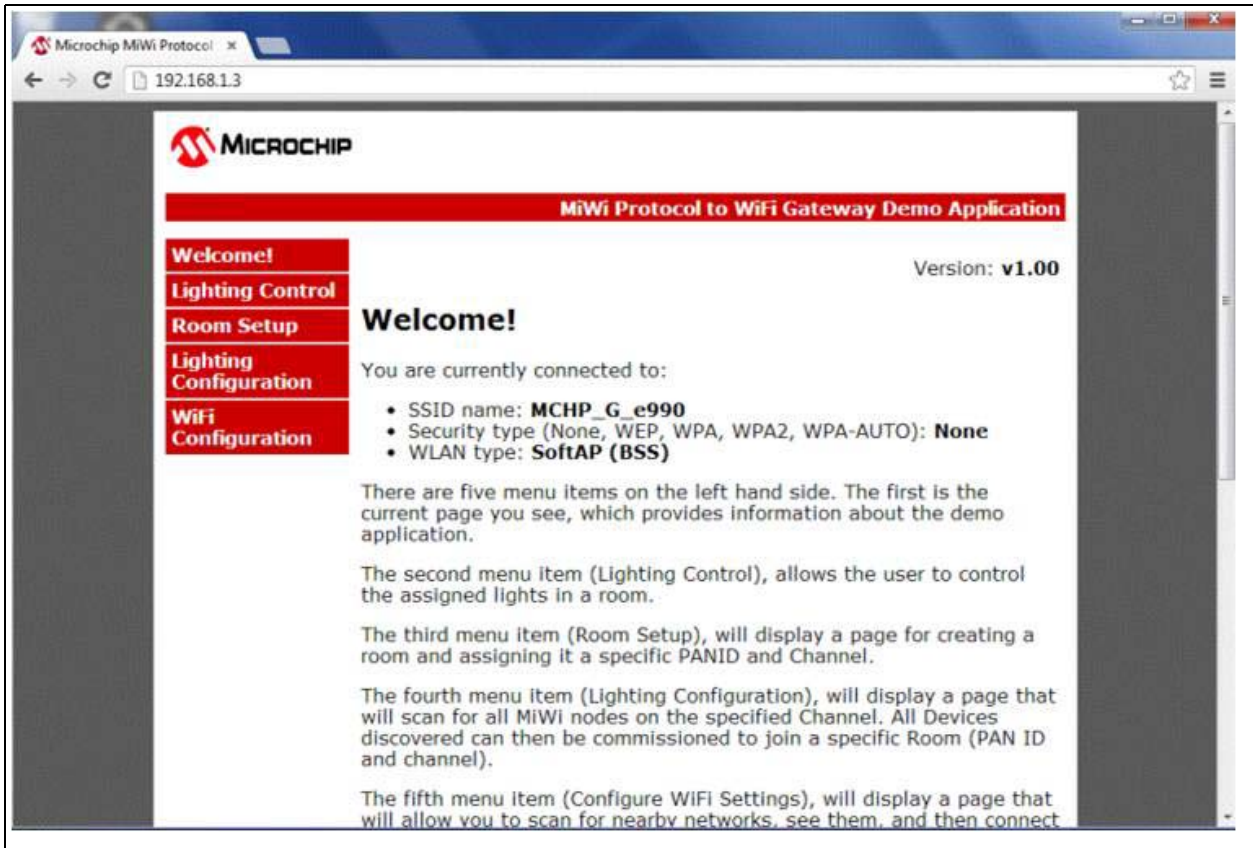 Microchip MiWi Protocol
192.168.1.3
MICROCHIP
MiWi Protocol to WiFi Gateway Demo Application
Welcome!
Lighting Control
Room Setup
Lighting
Configuration
WiFi
Configuration
Version: v1.00
Welcome!
You are currently connected to:
• SSID name: MCHP_G_e990
• Security type (None, WEP, WPA, WPA2, WPA-AUTO): None
• WLAN type: SoftAP (BSS)
There are five menu items on the left hand side. The first is the
current page you see, which provides information about the demo
application.
The second menu item (Lighting Control), allows the user to control
the assigned lights in a room.
The third menu item (Room Setup), will display a page for creating a
room and assigning it a specific PANID and Channel.
The fourth menu item (Lighting Configuration), will display a page that
will scan for all MiWi nodes on the specified Channel. All Devices
discovered can then be commissioned to join a specific Room (PAN ID
and channel).
The fifth menu item (Configure WiFi Settings), will display a page that
will allow you to scan for nearby networks, see them, and then connect